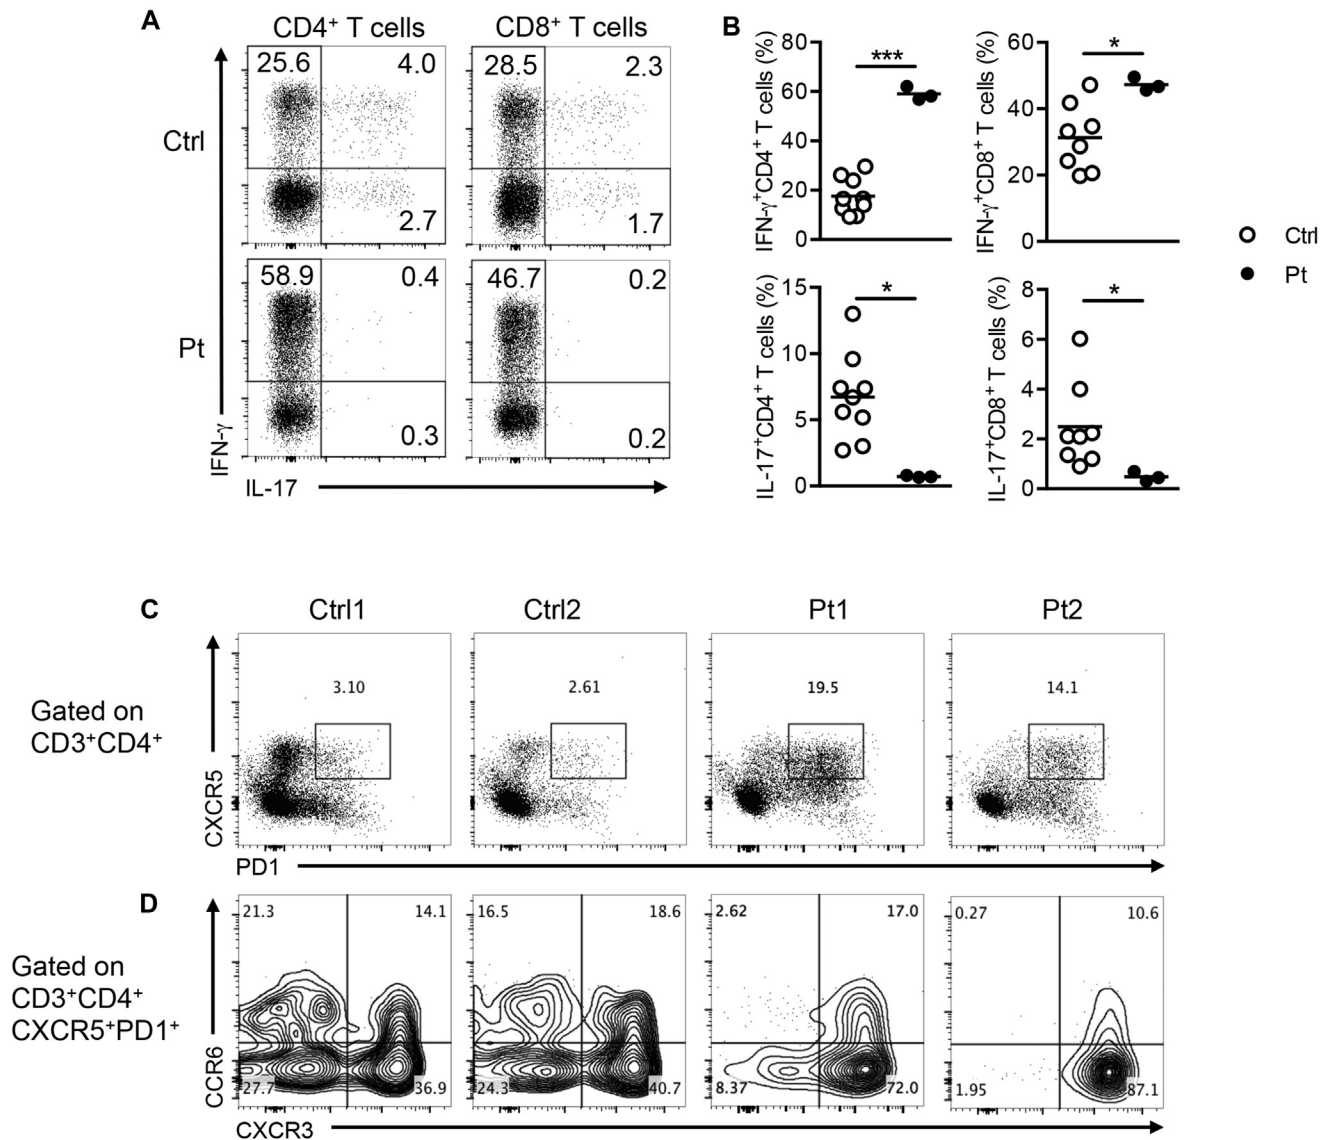 A
CD4+ T cells
CD8+ T cells
Ctrl
25.6
4.0
2.7
28.5
2.3
1.7
Pt
58.9
0.4
0.3
46.7
0.2
0.2
IFN-γ
IL-17
B
IFN-γ+CD4+ T cells (%)
80
60
40
20
0
***
IFN-γ+CD8+ T cells (%)
60
40
20
0
*
IL-17+CD4+ T cells (%)
15
10
5
0
*
IL-17+CD8+ T cells (%)
8
6
4
2
0
*
Ctrl
Pt
C
Ctrl1
Ctrl2
Pt1
Pt2
Gated on
CD3+CD4+
CXCR5
3.10
2.61
19.5
14.1
PD1
D
Gated on
CD3+CD4+
CXCR5+PD1+
CCR6
21.3
14.1
27.7
36.9
16.5
18.6
24.3
40.7
2.62
17.0
8.37
72.0
0.27
10.6
1.95
87.1
CXCR3